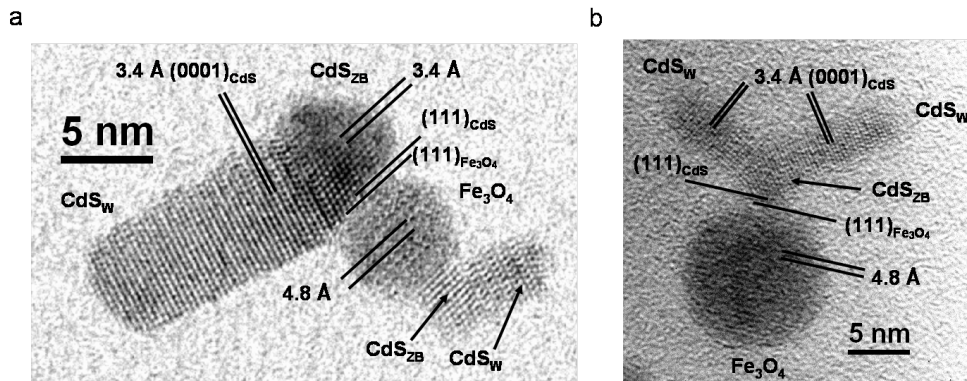 a
3.4 Å (0001)CdS
CdSZB
3.4 Å
5 nm
(111)CdS
(111)Fe3O4
Fe3O4
CdSW
4.8 Å
CdSZB
CdSW
b
CdSW
3.4 Å (0001)CdS
CdSW
(111)CdS
CdSZB
(111)Fe3O4
4.8 Å
5 nm
Fe3O4